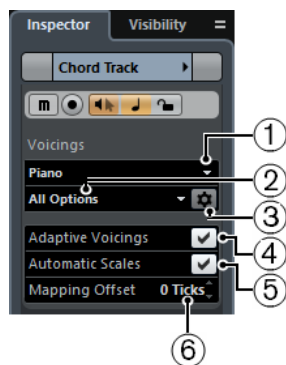 Inspector Visibility
Chord Track
m
Voicings
1
Piano
2
All Options
3
Adaptive Voicings
4
Automatic Scales
5
Mapping Offset 0 Ticks
6